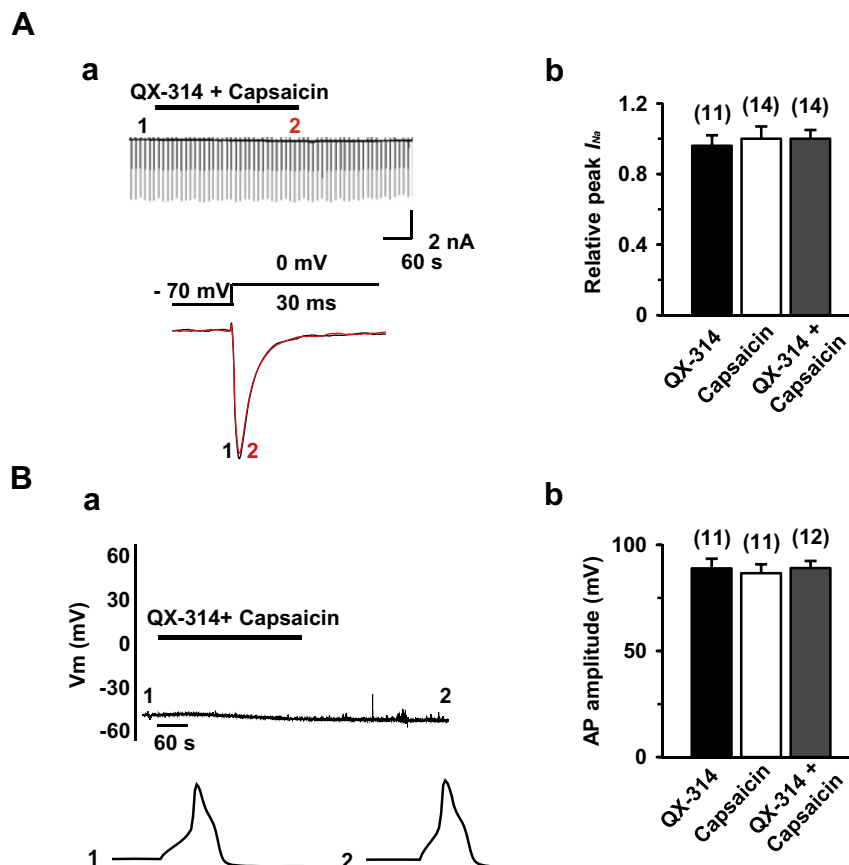 A
a
QX-314 + Capsaicin
1 2
2 nA
60 s
0 mV
- 70 mV
30 ms
1 2
b
Relative peak I_Na
1.2
0.8
0.4
0
(11) (14) (14)
QX-314
Capsaicin
QX-314 +
Capsaicin
B
a
Vm (mV)
60
30
0
-30
-60
QX-314+ Capsaicin
1 2
60 s
1 2
b
AP amplitude (mV)
100
50
0
(11) (11) (12)
QX-314
Capsaicin
QX-314 +
Capsaicin